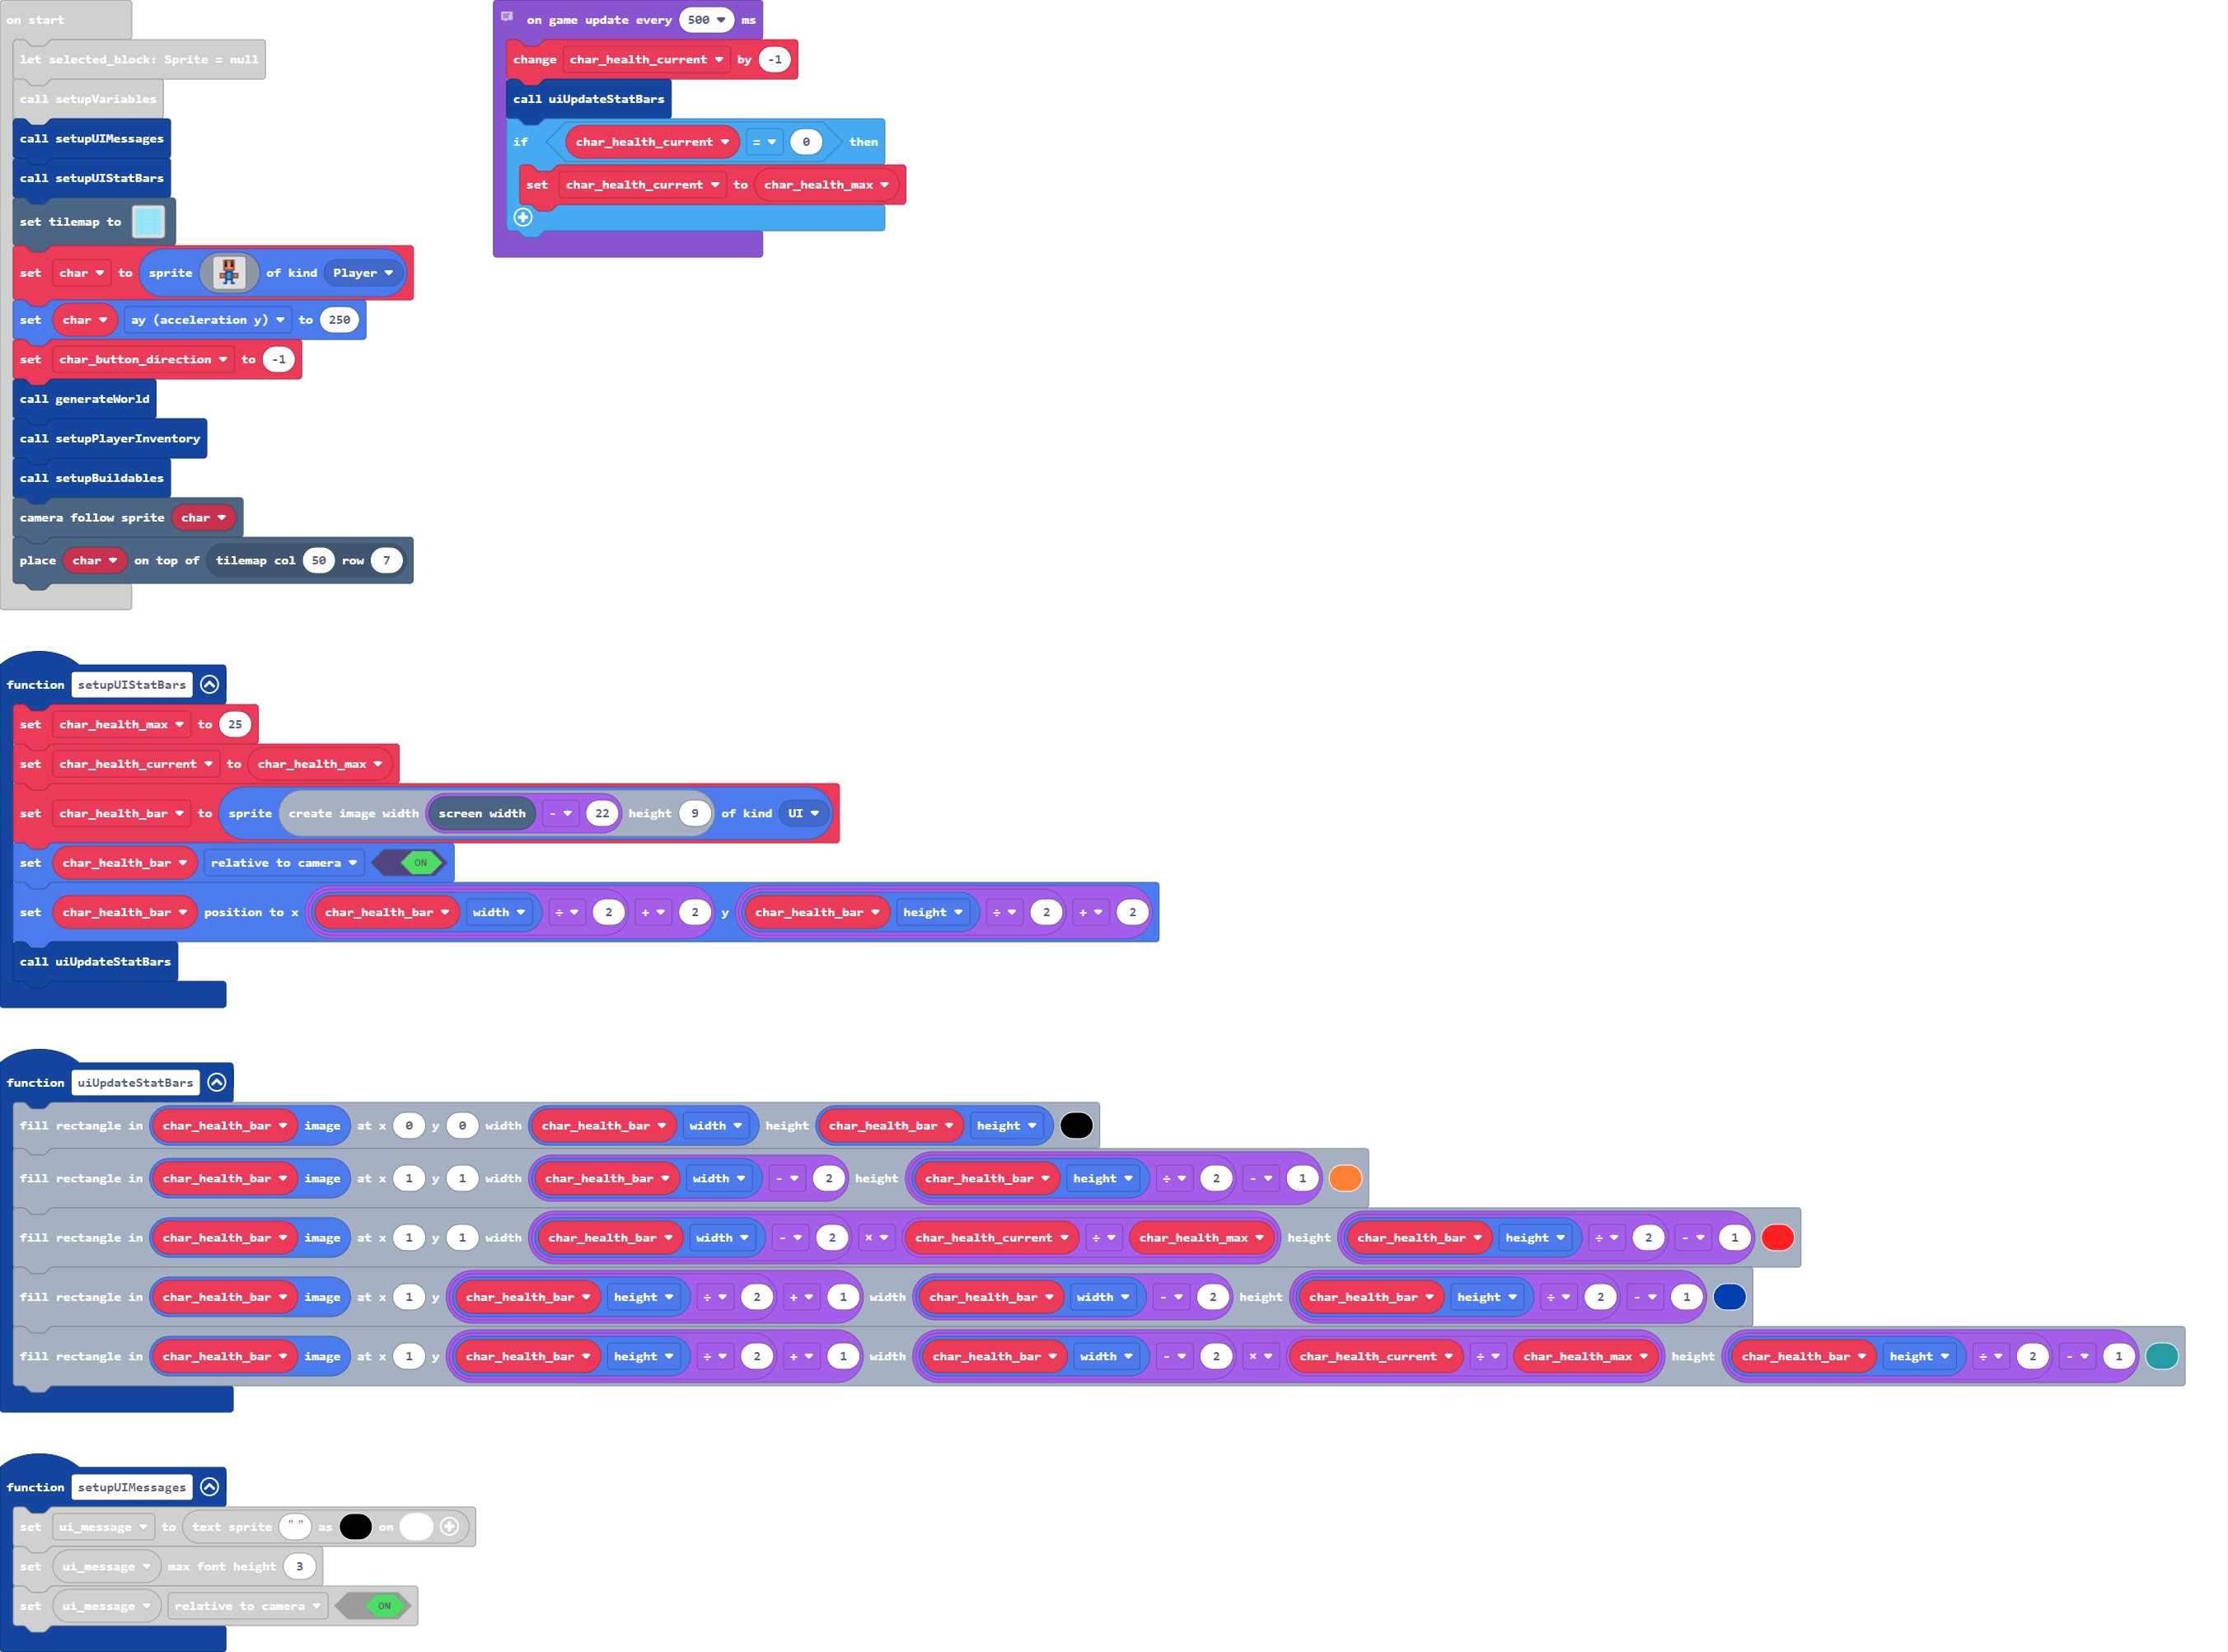 on start
let selected_block: Sprite = null
call setupVariables
call setupUIMessages
call setupUIStatBars
set tilemap to
set char to sprite of kind Player
set char ay (acceleration y) to 250
set char_button_direction to -1
call generateWorld
call setupPlayerInventory
call setupBuildables
camera follow sprite char
place char on top of tilemap col 50 row 7
on game update every 500 ms
change char_health_current by -1
call uiUpdateStatBars
if char_health_current = 0 then
set char_health_current to char_health_max
function setupUIStatBars
set char_health_max to 25
set char_health_current to char_health_max
set char_health_bar to sprite create image width screen width - 22 height 9 of kind UI
set char_health_bar relative to camera ON
set char_health_bar position to x char_health_bar width ÷ 2 + 2 y char_health_bar height ÷ 2 + 2
call uiUpdateStatBars
function uiUpdateStatBars
fill rectangle in char_health_bar image at x 0 y 0 width char_health_bar width height char_health_bar height
fill rectangle in char_health_bar image at x 1 y 1 width char_health_bar width - 2 height char_health_bar height ÷ 2 - 1
fill rectangle in char_health_bar image at x 1 y 1 width char_health_bar width - 2 × char_health_current ÷ char_health_max height char_health_bar height ÷ 2 - 1
fill rectangle in char_health_bar image at x 1 y char_health_bar height ÷ 2 + 1 width char_health_bar width - 2 height char_health_bar height ÷ 2 - 1
fill rectangle in char_health_bar image at x 1 y char_health_bar height ÷ 2 + 1 width char_health_bar width - 2 × char_health_current ÷ char_health_max height char_health_bar height ÷ 2 - 1
function setupUIMessages
set ui_message to text sprite " " as on
set ui_message max font height 3
set ui_message relative to camera ON